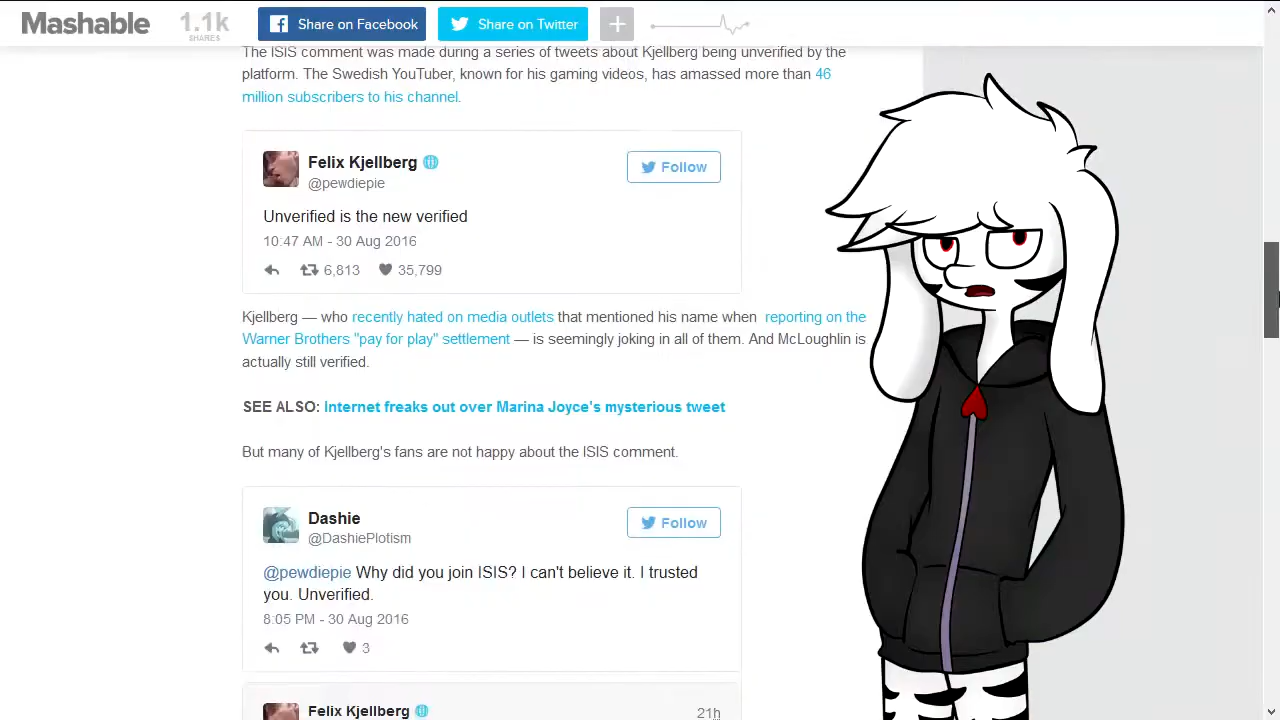 Mashable
1.1k
SHARES
Share on Facebook
Share on Twitter
+
The ISIS comment was made during a series of tweets about Kjellberg being unverified by the
platform. The Swedish YouTuber, known for his gaming videos, has amassed more than 46
million subscribers to his channel.
Felix Kjellberg
@pewdiepie
Follow
Unverified is the new verified
10:47 AM - 30 Aug 2016
6,813 35,799
Kjellberg — who recently hated on media outlets that mentioned his name when reporting on the
Warner Brothers "pay for play" settlement — is seemingly joking in all of them. And McLoughlin is
actually still verified.
SEE ALSO: Internet freaks out over Marina Joyce's mysterious tweet
But many of Kjellberg's fans are not happy about the ISIS comment.
Dashie
@DashiePlotism
Follow
@pewdiepie Why did you join ISIS? I can't believe it. I trusted
you. Unverified.
8:05 PM - 30 Aug 2016
3
Felix Kjellberg 21h